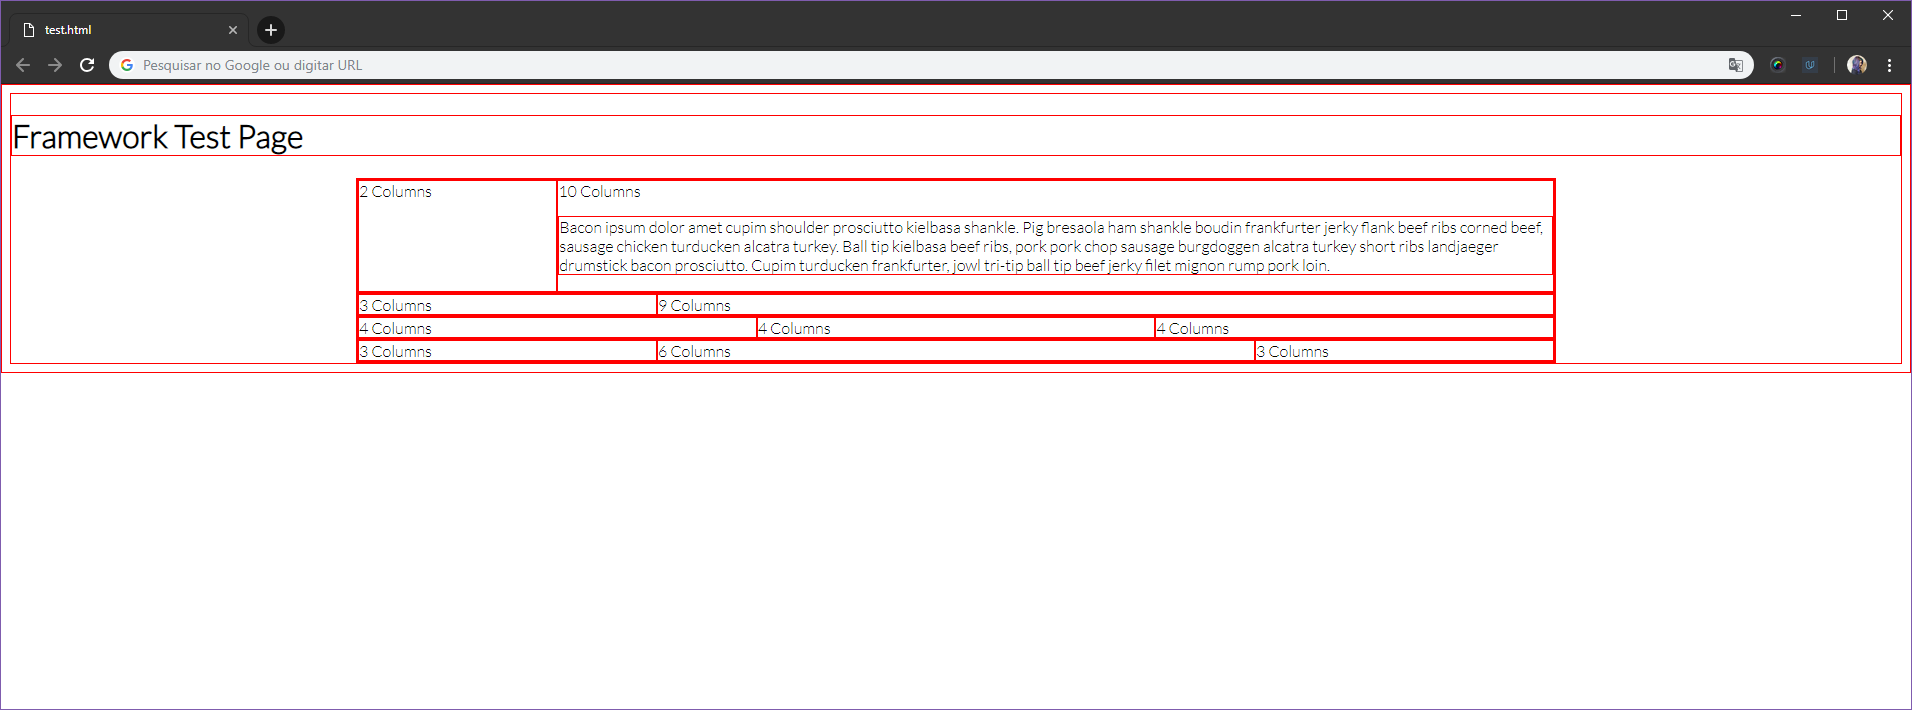 test.html
Pesquisar no Google ou digitar URL
Framework Test Page
2 Columns
10 Columns
Bacon ipsum dolor amet cupim shoulder prosciutto kielbasa shankle. Pig bresaola ham shankle boudin frankfurter jerky flank beef ribs corned beef,
sausage chicken turducken alcatra turkey. Ball tip kielbasa beef ribs, pork pork chop sausage burgdoggen alcatra turkey short ribs landjaeger
drumstick bacon prosciutto. Cupim turducken frankfurter, jowl tri-tip ball tip beef jerky filet mignon rump pork loin.
3 Columns 9 Columns
4 Columns 4 Columns 4 Columns
3 Columns 6 Columns 3 Columns